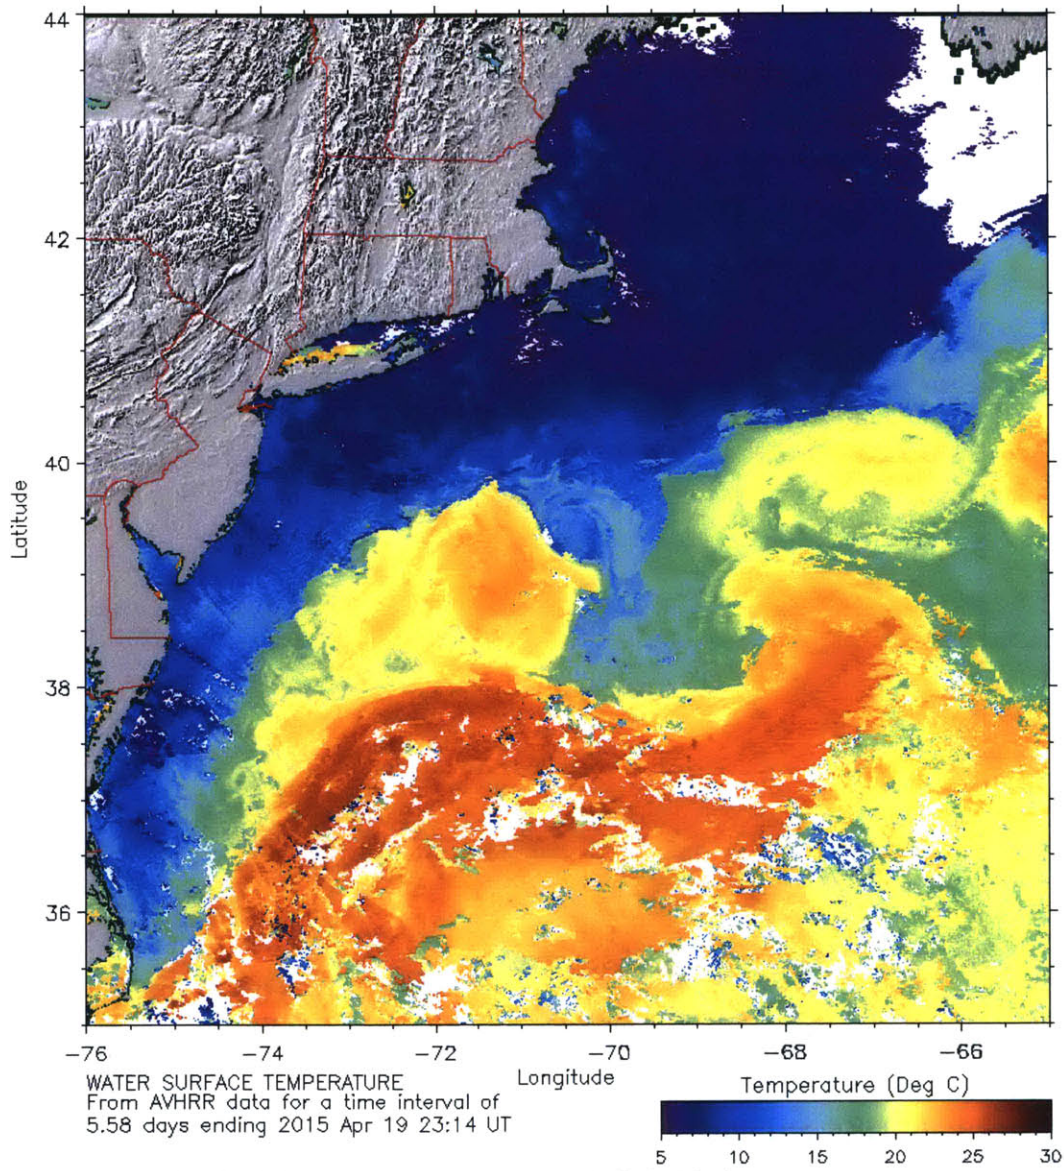 44
42
40
38
36
Latitude
-76
-74
-72
-70
-68
-66
Longitude
WATER SURFACE TEMPERATURE
From AVHRR data for a time interval of
5.58 days ending 2015 Apr 19 23:14 UT
Temperature (Deg C)
5 10 15 20 25 30